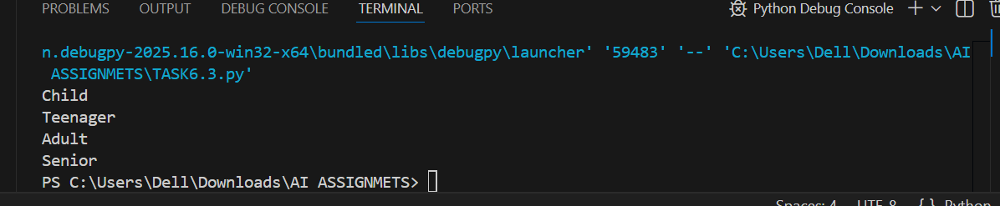 PROBLEMS OUTPUT DEBUG CONSOLE TERMINAL PORTS Python Debug Console
n.debugpy-2025.16.0-win32-x64\bundled\libs\debugpy\launcher' '59483' '--' 'C:\Users\Dell\Downloads\AI
ASSIGNMETS\TASK6.3.py'
Child
Teenager
Adult
Senior
PS C:\Users\Dell\Downloads\AI ASSIGNMETS>
Spaces: 4 UTF-8 { } Python